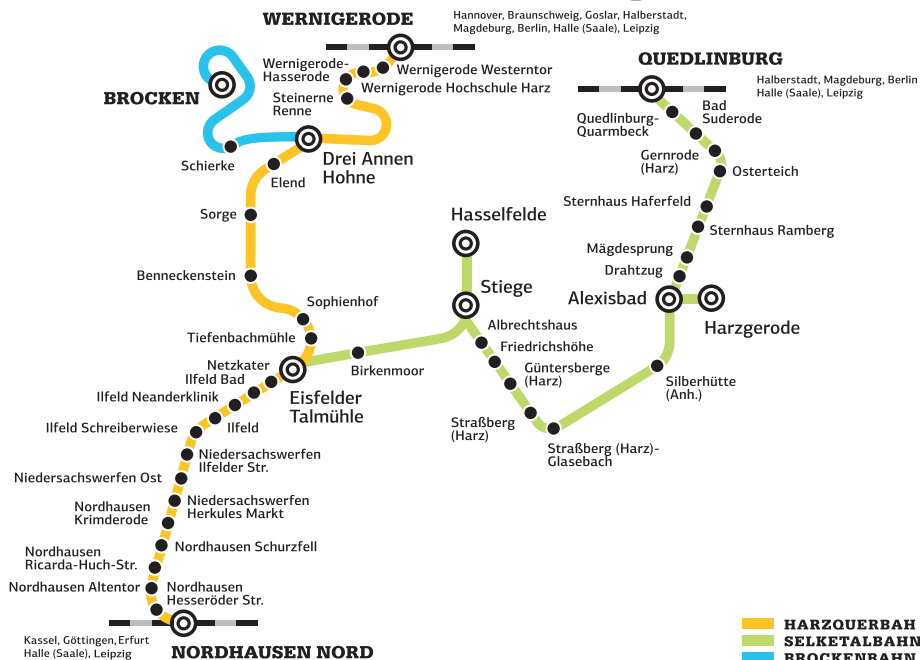 WERNIGERODE
Hannover, Braunschweig, Goslar, Halberstadt,
Magdeburg, Berlin, Halle (Saale), Leipzig
Wernigerode-
Hasserode
Wernigerode Westerntor
Wernigerode Hochschule Harz
Steinerne
Renne
BROCKEN
Schierke
Drei Annen
Hohne
Elend
Sorge
Benneckenstein
Sophienhof
Tiefenbachmühle
Netzkater
Ilfeld Bad
Ilfeld Neanderklinik
Eisfelder
Talmühle
Ilfeld Schreiberwiese
Ilfeld
Niedersachswerfen
Ilfelder Str.
Niedersachswerfen Ost
Niedersachswerfen
Herkules Markt
Nordhausen
Krimderode
Nordhausen Schurzfell
Nordhausen
Ricarda-Huch-Str.
Nordhausen Altentor
Nordhausen
Hesseröder Str.
Kassel, Göttingen, Erfurt
Halle (Saale), Leipzig
NORDHAUSEN NORD
QUEDLINBURG
Halberstadt, Magdeburg, Berlin
Halle (Saale), Leipzig
Quedlinburg-
Quarmbeck
Bad
Suderode
Gernrode
(Harz)
Osterteich
Sternhaus Haferfeld
Sternhaus Ramberg
Mägdesprung
Drahtzug
Alexisbad
Harzgerode
Hasselfelde
Stiege
Albrechtshaus
Friedrichshöhe
Birkenmoor
Güntersberge
(Harz)
Silberhütte
(Anh.)
Straßberg
(Harz)
Straßberg (Harz)-
Glasebach
HARZQUERBAH
SELKETALBAHN
BROCKENBAHN